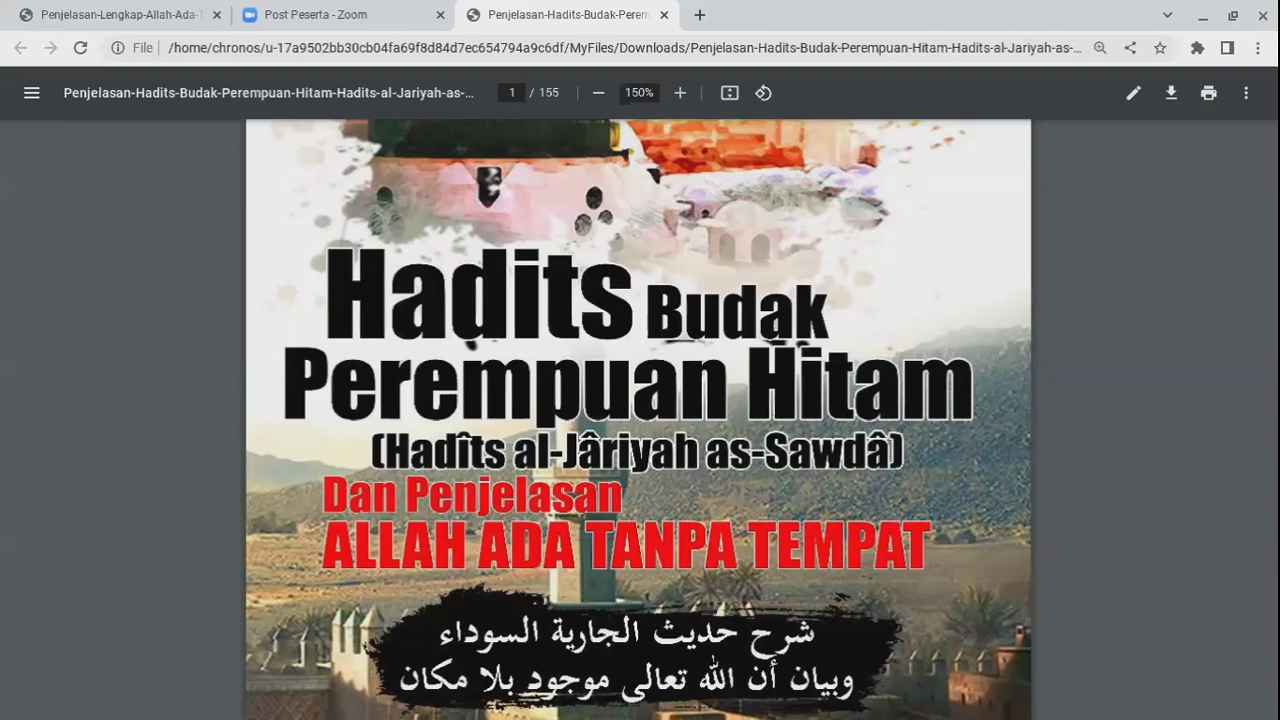 Penjelasan-Lengkap-Allah-Ada-T
Post Peserta - Zoom
Penjelasan-Hadits-Budak-Perem
File
/home/chronos/u-17a9502bb30cb04fa69f8d84d7ec654794a9c6df/MyFiles/Downloads/Penjelasan-Hadits-Budak-Perempuan-Hitam-Hadits-al-Jariyah-as-...
Penjelasan-Hadits-Budak-Perempuan-Hitam-Hadits-al-Jariyah-as-...
1 / 155
150%
Hadits Budak
Perempuan Hitam
(Hadîts al-Jâriyah as-Sawdâ)
Dan Penjelasan
ALLAH ADA TANPA TEMPAT
شرح حديث الجارية السوداء
وبيان أن الله تعالى موجود بلا مكان